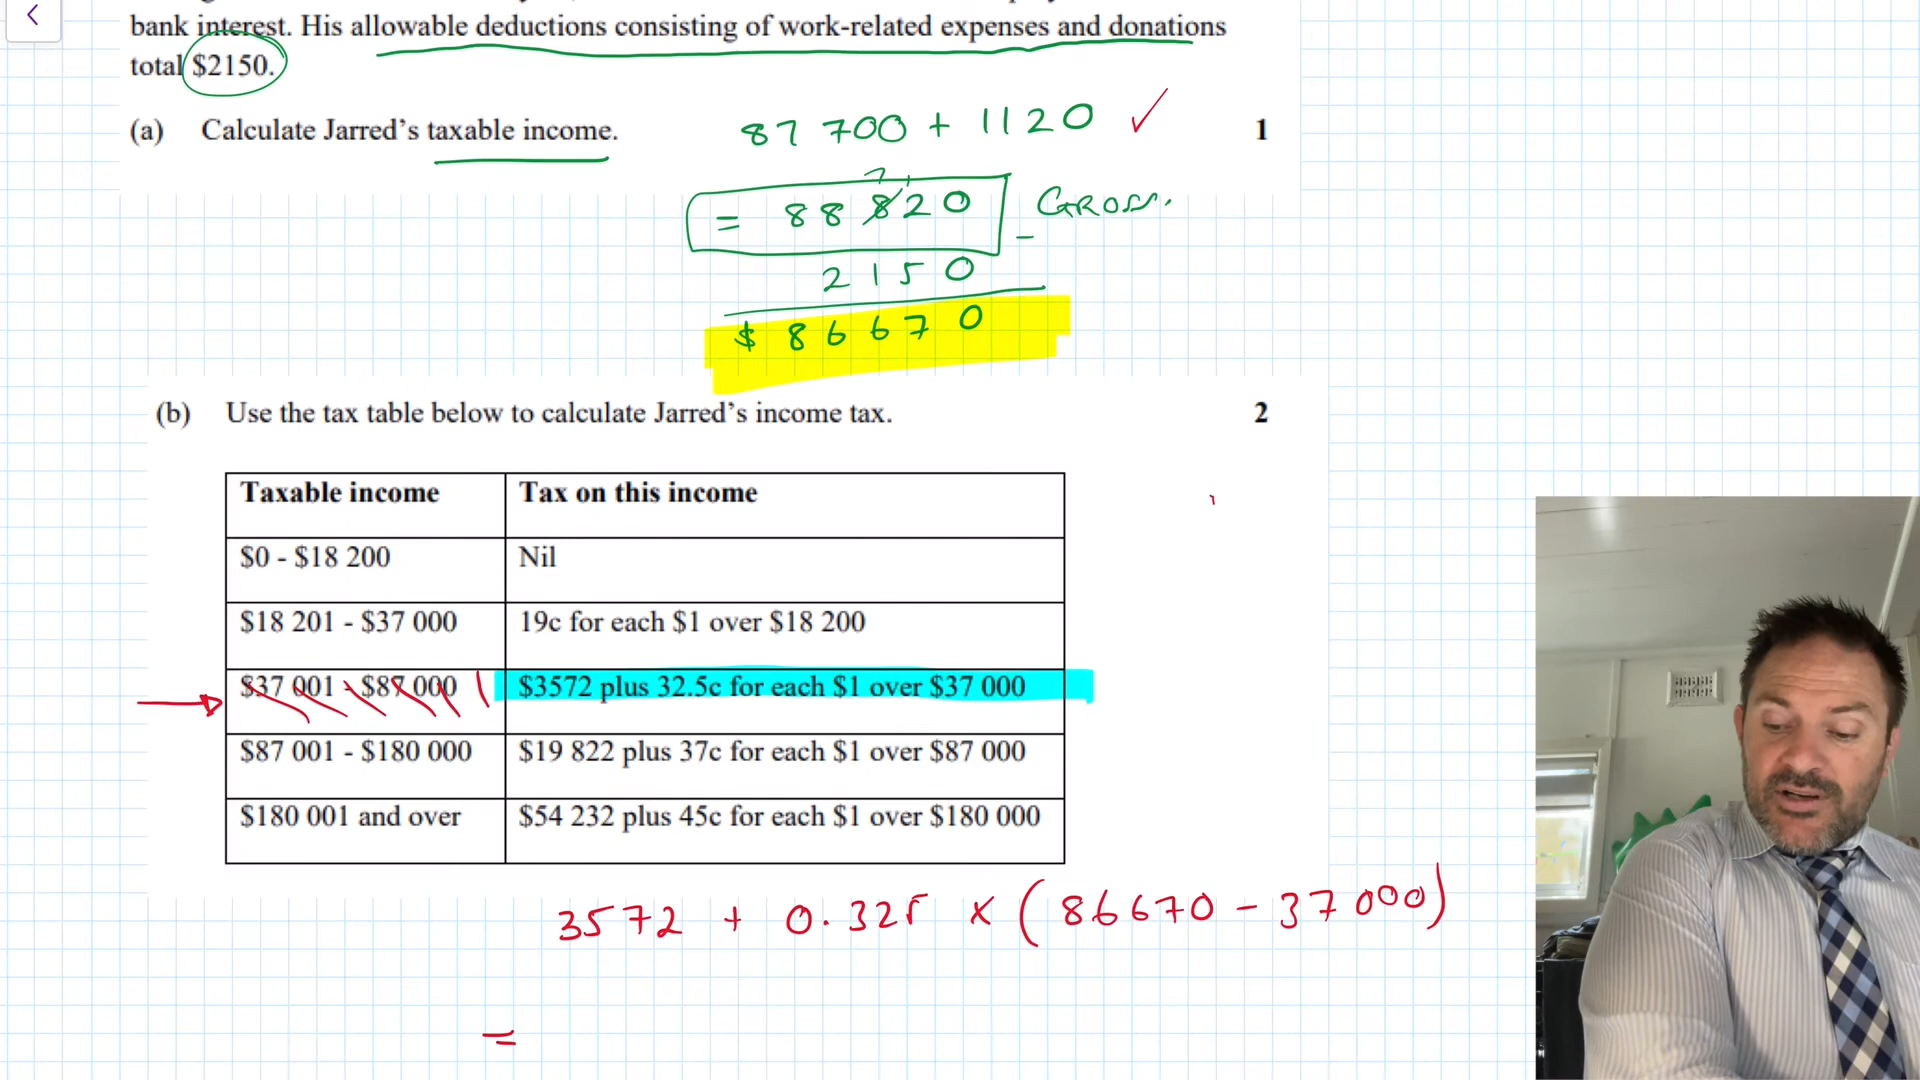 bank interest. His allowable deductions consisting of work-related expenses and donations
total $2150.
(a) Calculate Jarred's taxable income. 1
87 700 + 1120 ✓
= 88 820 GROSS.
-
2150
$ 86670
(b) Use the tax table below to calculate Jarred's income tax. 2
Taxable income Tax on this income
$0 - $18 200 Nil
$18 201 - $37 000 19c for each $1 over $18 200
$37 001 - $87 000 $3572 plus 32.5c for each $1 over $37 000
$87 001 - $180 000 $19 822 plus 37c for each $1 over $87 000
$180 001 and over $54 232 plus 45c for each $1 over $180 000
3572 + 0.325 × (86670 - 37000)
=